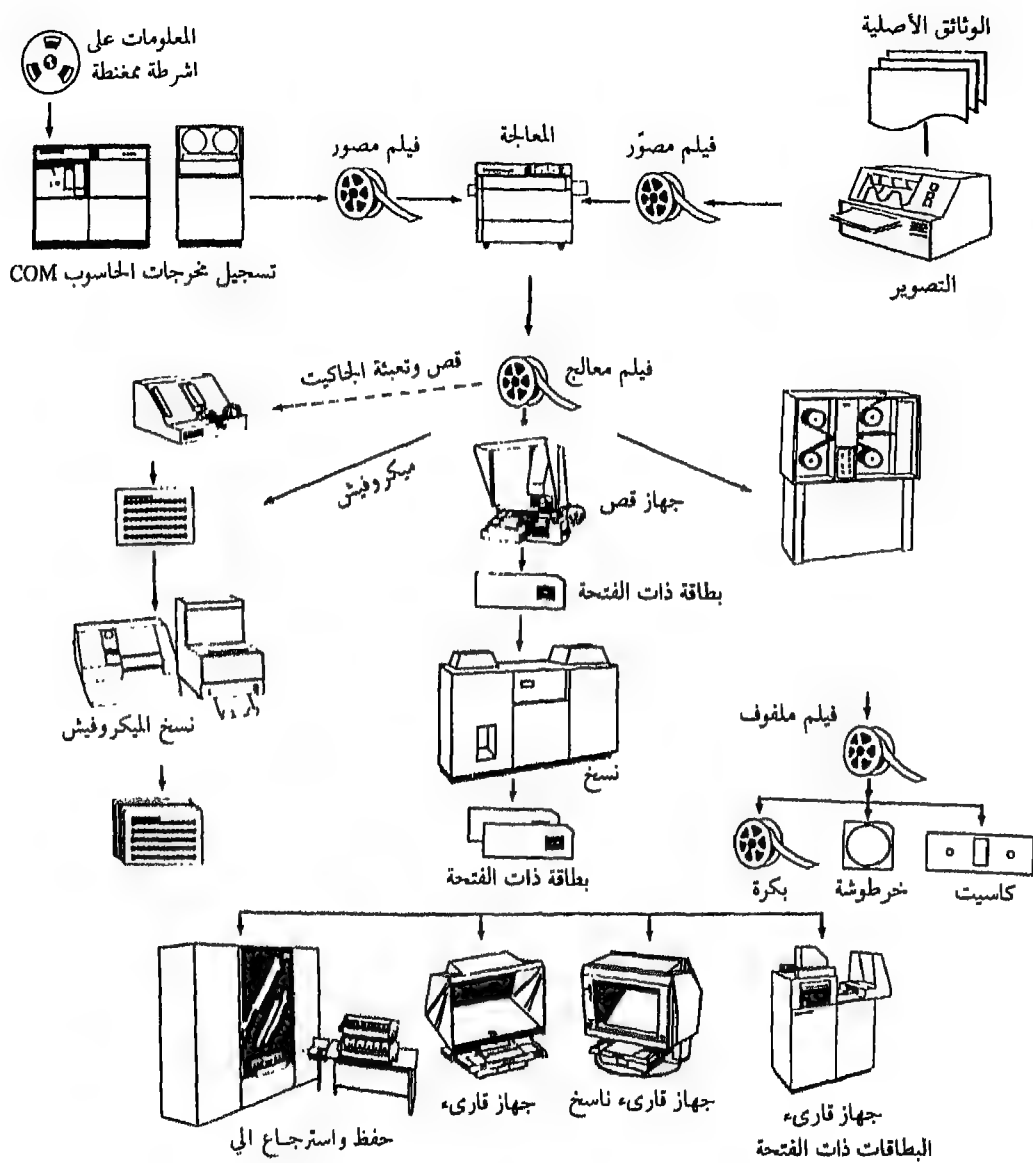 الوثائق الأصلية
المعلومات على
اشرطة ممغنطة
المعالجة
فيلم مصوّر
فيلم مصور
التصوير
تسجيل مخرجات الحاسوب COM
فيلم معالج
قص وتعبئة الجاكيت
ميكروفيش
جهاز قص
بطاقة ذات الفتحة
نسخ الميكروفيش
فيلم ملفوف
نسخ
كاسيت
خرطوشة
بكرة
بطاقة ذات الفتحة
جهاز قارىء
البطاقات ذات الفتحة
جهاز قارىء ناسخ
جهاز قارىء
حفظ واسترجاع الي